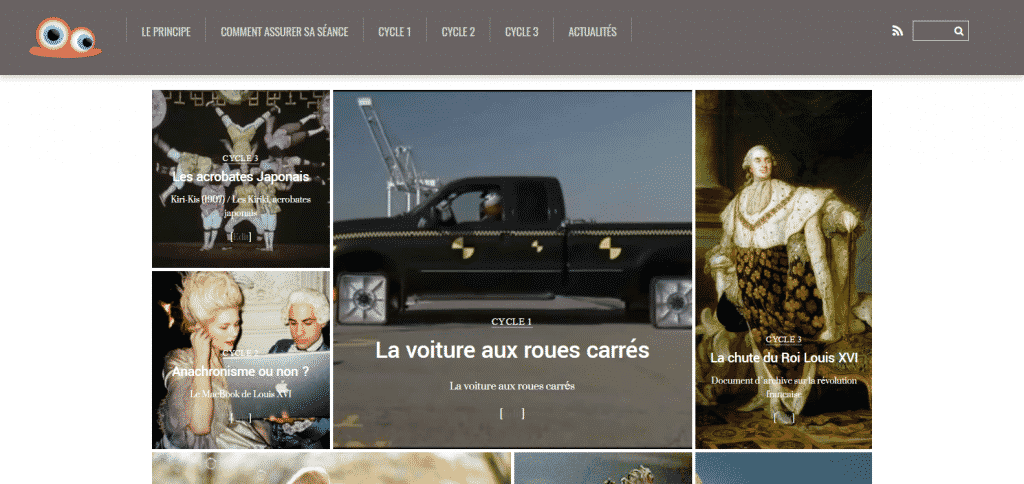 LE PRINCIPE
COMMENT ASSURER SA SÉANCE
CYCLE 1
CYCLE 2
CYCLE 3
ACTUALITÉS
CYCLE 3
Les acrobates Japonais
Kiri-Kis (1907) / Les Kiriki, acrobates
japonais
[Edit]
CYCLE 2
Anachronisme ou non ?
Le MacBook de Louis XVI
[ ]
CYCLE 1
La voiture aux roues carrés
La voiture aux roues carrés
[ ]
CYCLE 3
La chute du Roi Louis XVI
Document d'archive sur la révolution
française
[ ]